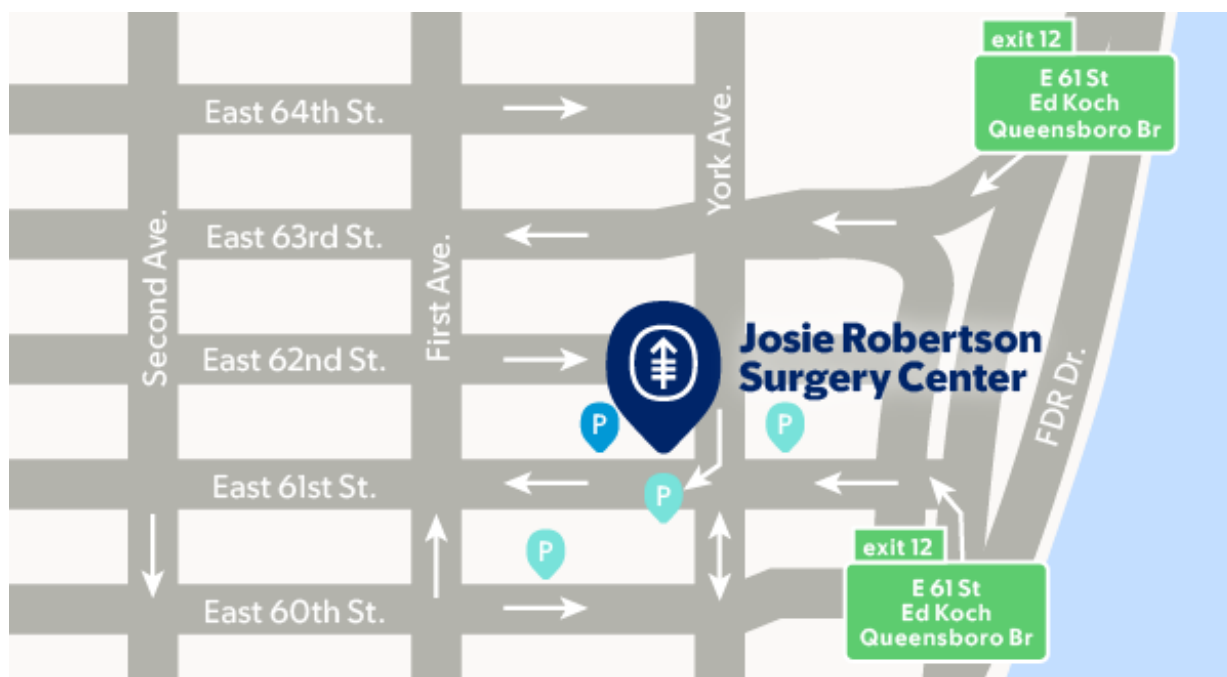 exit 12
E 61 St
Ed Koch
Queensboro Br
East 64th St.
York Ave.
East 63rd St.
Second Ave.
First Ave.
Josie Robertson
Surgery Center
East 62nd St.
FDR Dr.
P
P
East 61st St.
P
P
exit 12
E 61 St
Ed Koch
Queensboro Br
East 60th St.